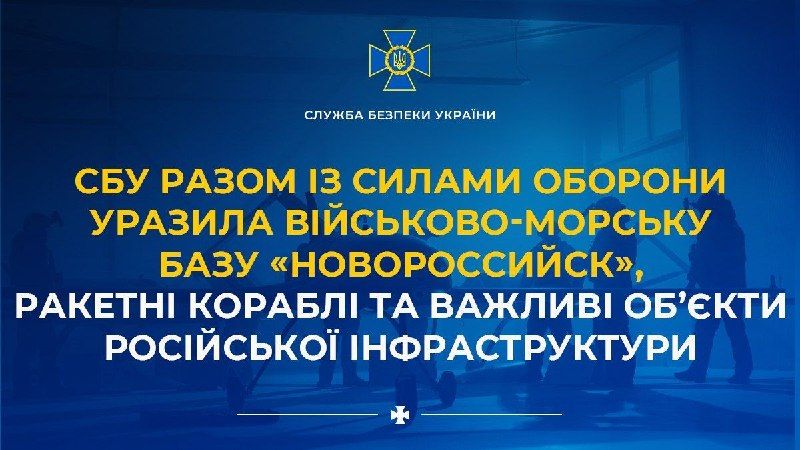 СЛУЖБА БЕЗПЕКИ УКРАЇНИ
СБУ РАЗОМ ІЗ СИЛАМИ ОБОРОНИ
УРАЗИЛА ВІЙСЬКОВО-МОРСЬКУ
БАЗУ «НОВОРОССИЙСК»,
РАКЕТНІ КОРАБЛІ ТА ВАЖЛИВІ ОБ’ЄКТИ
РОСІЙСЬКОЇ ІНФРАСТРУКТУРИ